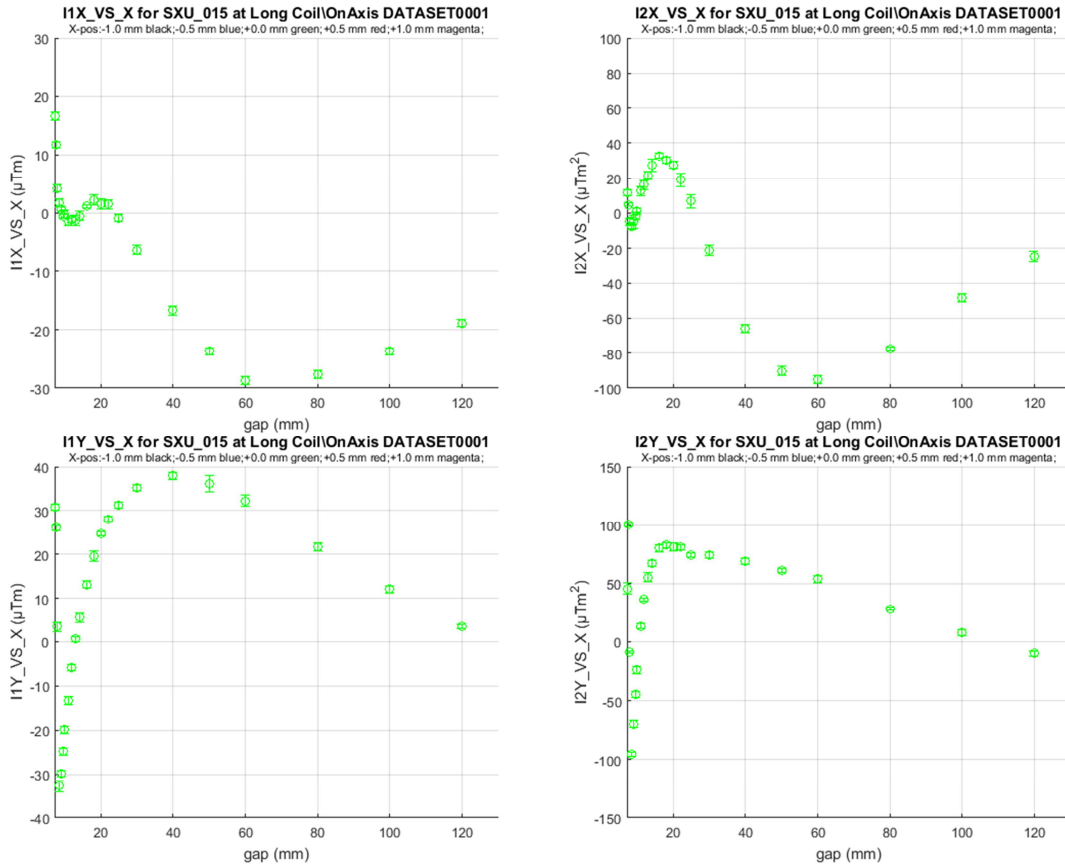 I1X_VS_X for SXU_015 at Long Coil\OnAxis DATASET0001
X-pos:-1.0 mm black;-0.5 mm blue;+0.0 mm green;+0.5 mm red;+1.0 mm magenta;
30
20
10
0
-10
-20
-30
I1X_VS_X (µTm)
20 40 60 80 100 120
gap (mm)
I2X_VS_X for SXU_015 at Long Coil\OnAxis DATASET0001
X-pos:-1.0 mm black;-0.5 mm blue;+0.0 mm green;+0.5 mm red;+1.0 mm magenta;
100
80
60
40
20
0
-20
-40
-60
-80
-100
I2X_VS_X (µTm²)
20 40 60 80 100 120
gap (mm)
I1Y_VS_X for SXU_015 at Long Coil\OnAxis DATASET0001
X-pos:-1.0 mm black;-0.5 mm blue;+0.0 mm green;+0.5 mm red;+1.0 mm magenta;
40
30
20
10
0
-10
-20
-30
-40
I1Y_VS_X (µTm)
20 40 60 80 100 120
gap (mm)
I2Y_VS_X for SXU_015 at Long Coil\OnAxis DATASET0001
X-pos:-1.0 mm black;-0.5 mm blue;+0.0 mm green;+0.5 mm red;+1.0 mm magenta;
150
100
50
0
-50
-100
-150
I2Y_VS_X (µTm²)
20 40 60 80 100 120
gap (mm)